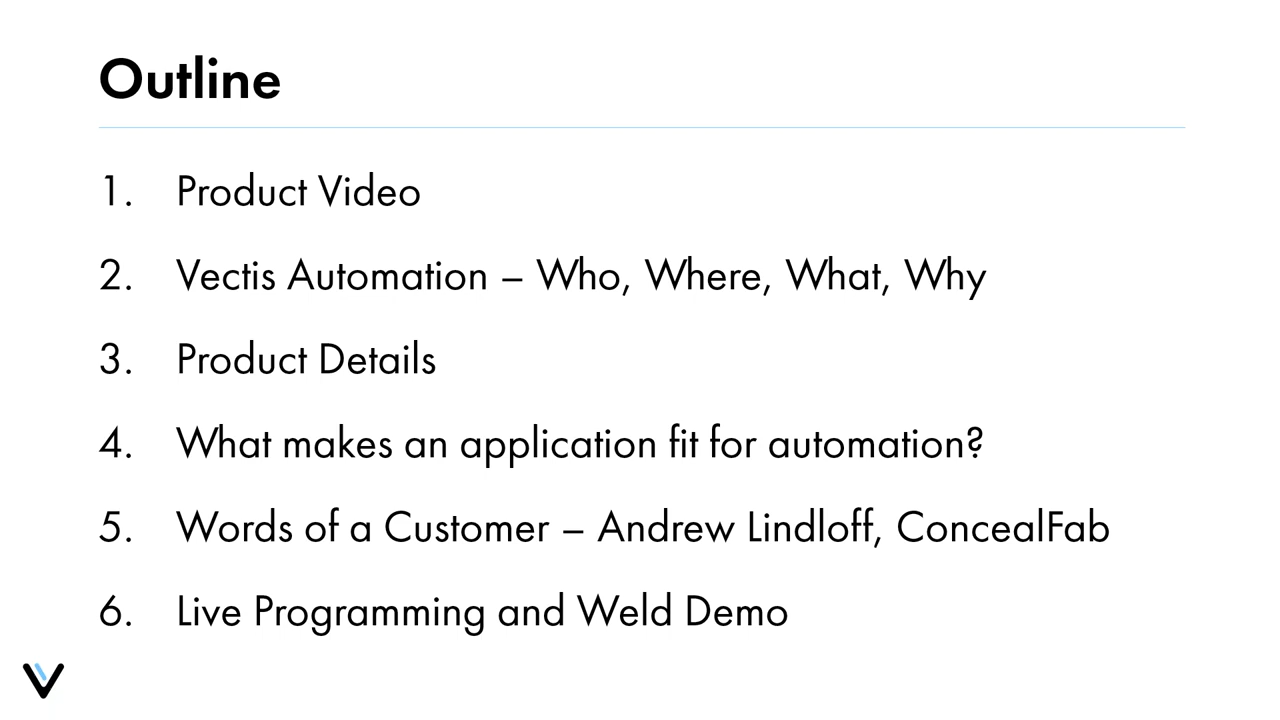 Outline
1. Product Video
2. Vectis Automation – Who, Where, What, Why
3. Product Details
4. What makes an application fit for automation?
5. Words of a Customer – Andrew Lindloff, ConcealFab
6. Live Programming and Weld Demo